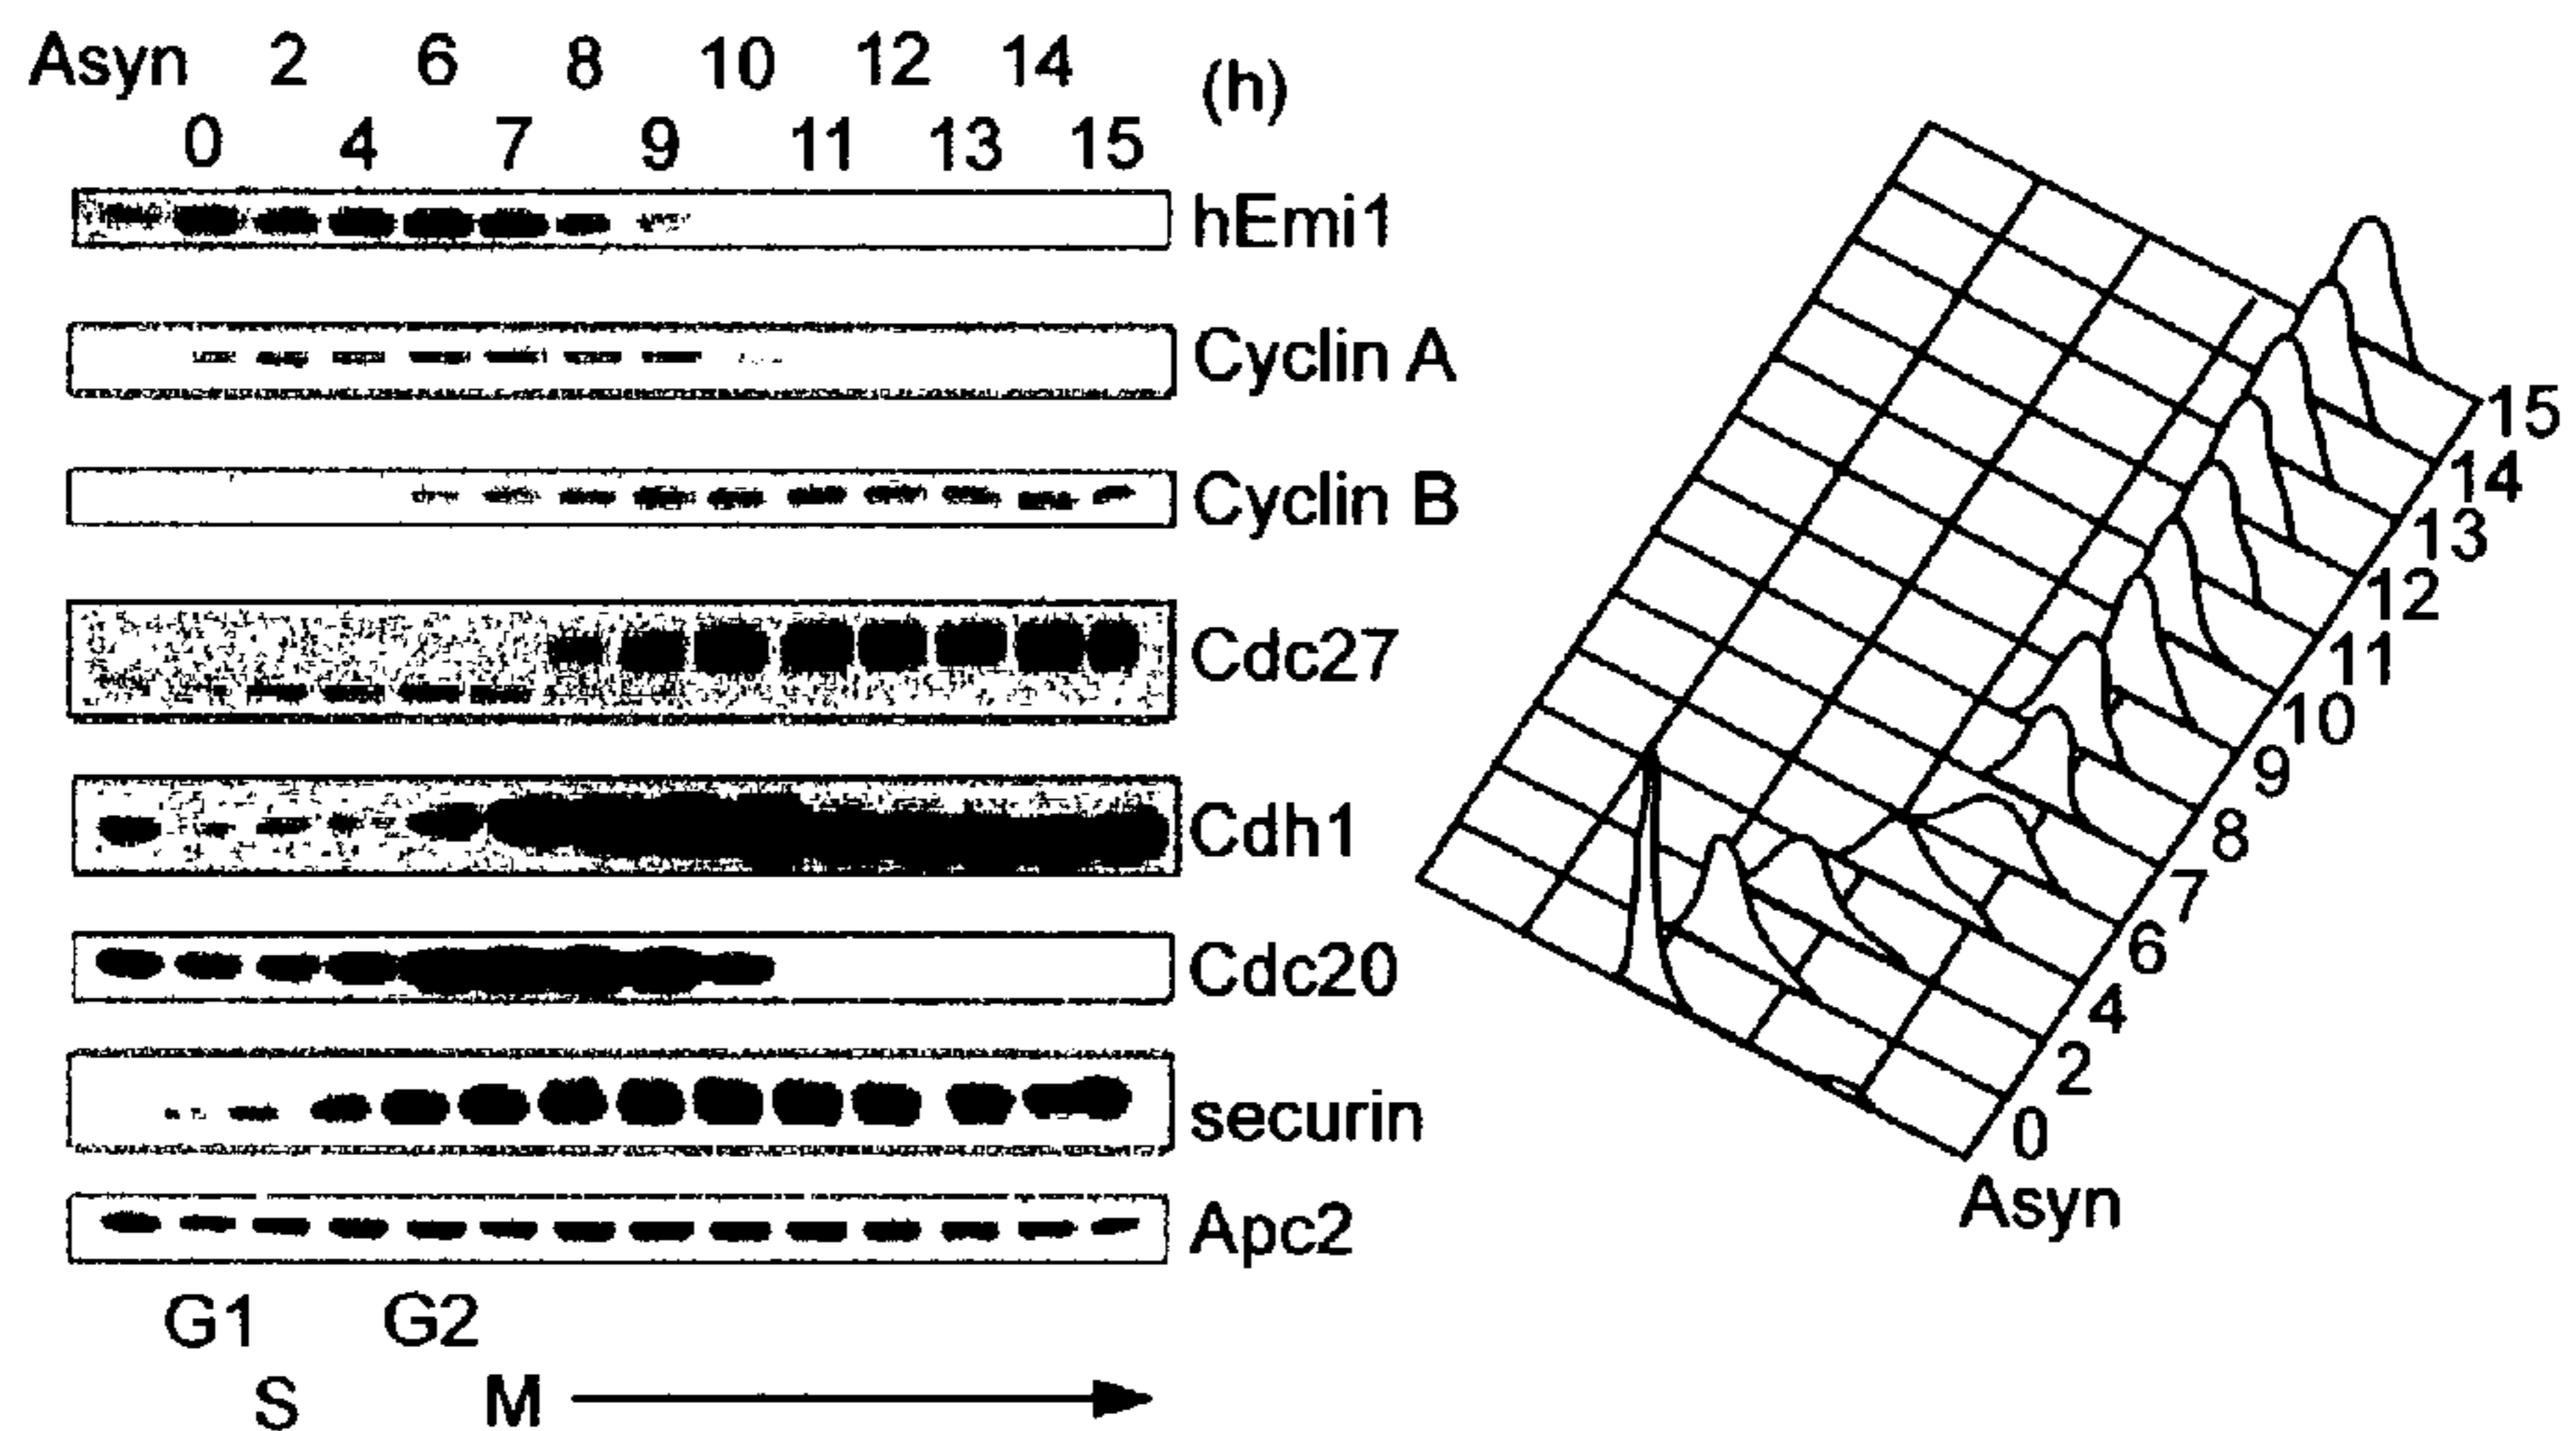 Asyn 2 6 8 10 12 14 (h)
0 4 7 9 11 13 15
hEmi1
Cyclin A
Cyclin B
Cdc27
Cdh1
Cdc20
securin
Apc2
G1 G2
S M
15
14
13
12
11
10
9
8
7
6
4
2
0
Asyn